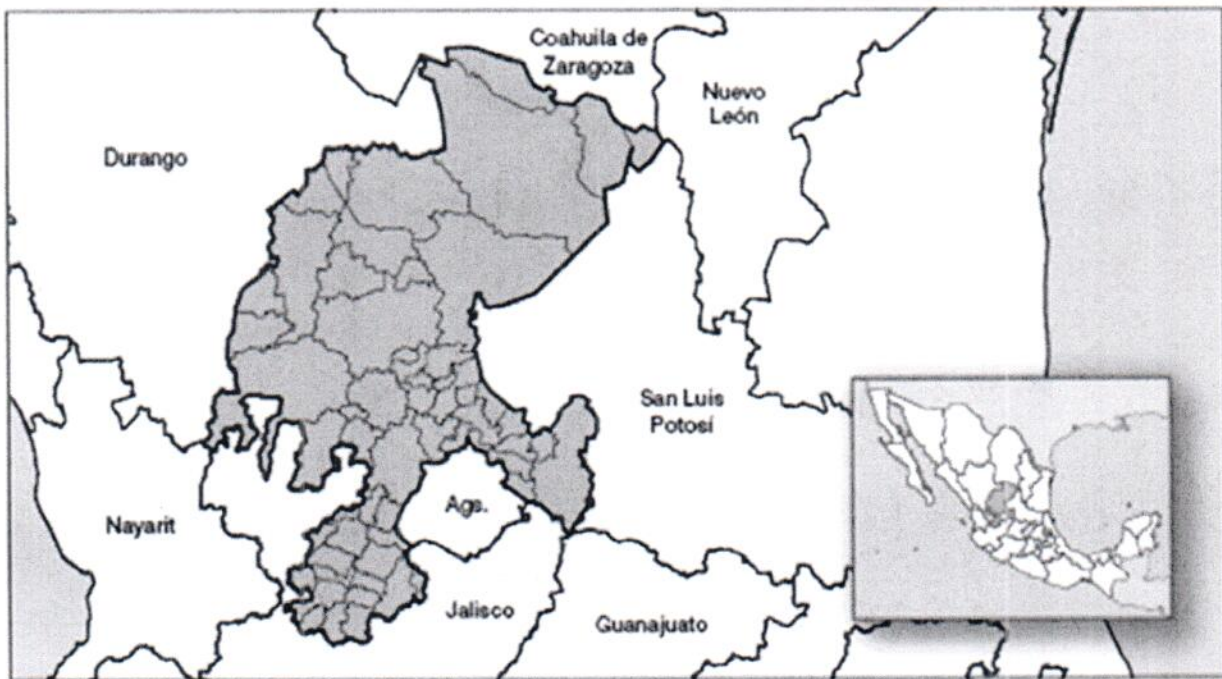 Coahuila de
Zaragoza
Nuevo
León
Durango
San Luis
Potosí
Ags.
Nayarit
Jalisco
Guanajuato